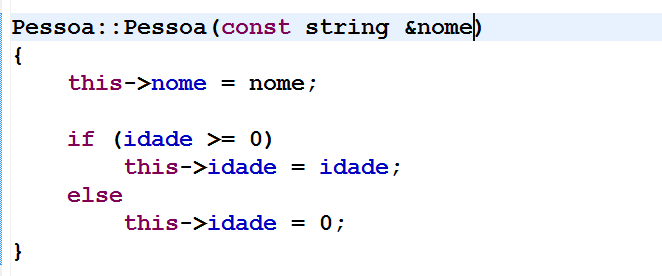 Pessoa::Pessoa(const string &nome)
{
    this->nome = nome;

    if (idade >= 0)
        this->idade = idade;
    else
        this->idade = 0;
}